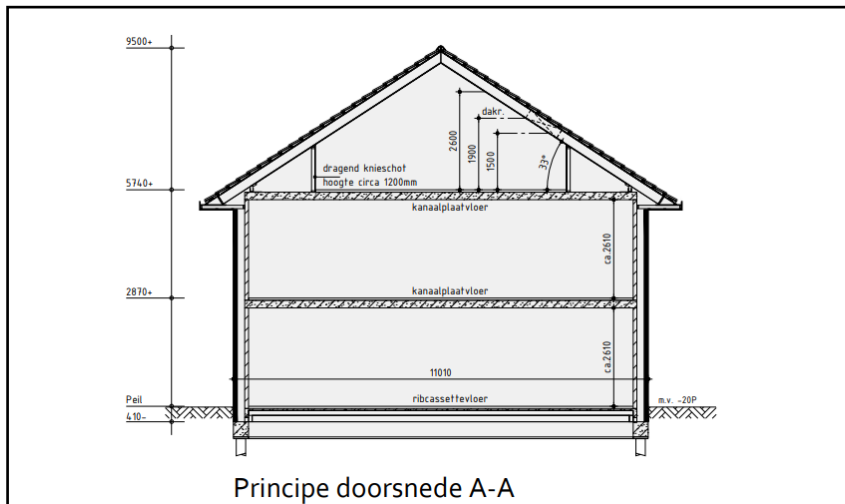 9500+
dakr.
2600
1900
1500
33°
dragend knieschot
hoogte circa 1200mm
5740+
kanaalplaatvloer
ca.2610
kanaalplaatvloer
2870+
ca.2610
11010
Peil
ribcassettevloer
m.v. -20P
410-
Principe doorsnede A-A